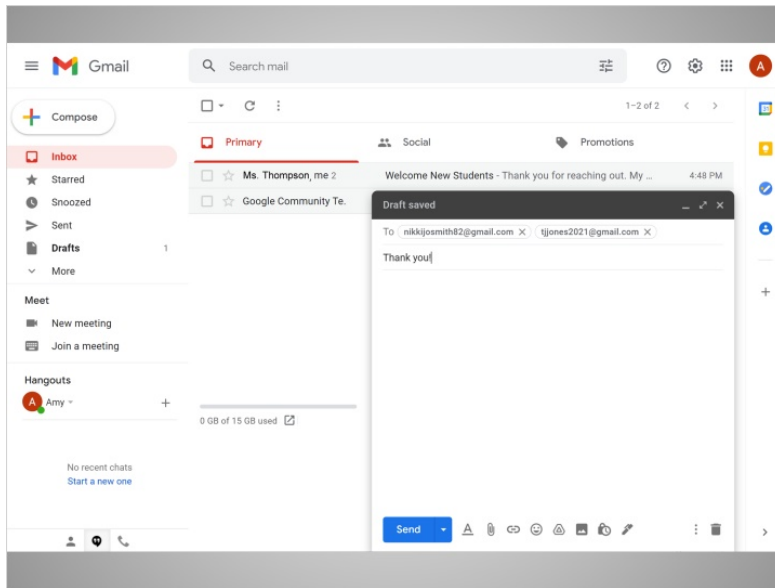 Gmail
Search mail
A
Compose
1–2 of 2
Primary
Social
Promotions
Inbox
Starred
Snoozed
Sent
Drafts 1
More
Ms. Thompson, me 2 Welcome New Students - Thank you for reaching out. My ... 4:48 PM
Google Community Te.
Draft saved
To nikkijosmith82@gmail.com tjjones2021@gmail.com
Thank you!
Meet
New meeting
Join a meeting
Hangouts
A Amy
0 GB of 15 GB used
No recent chats
Start a new one
Send